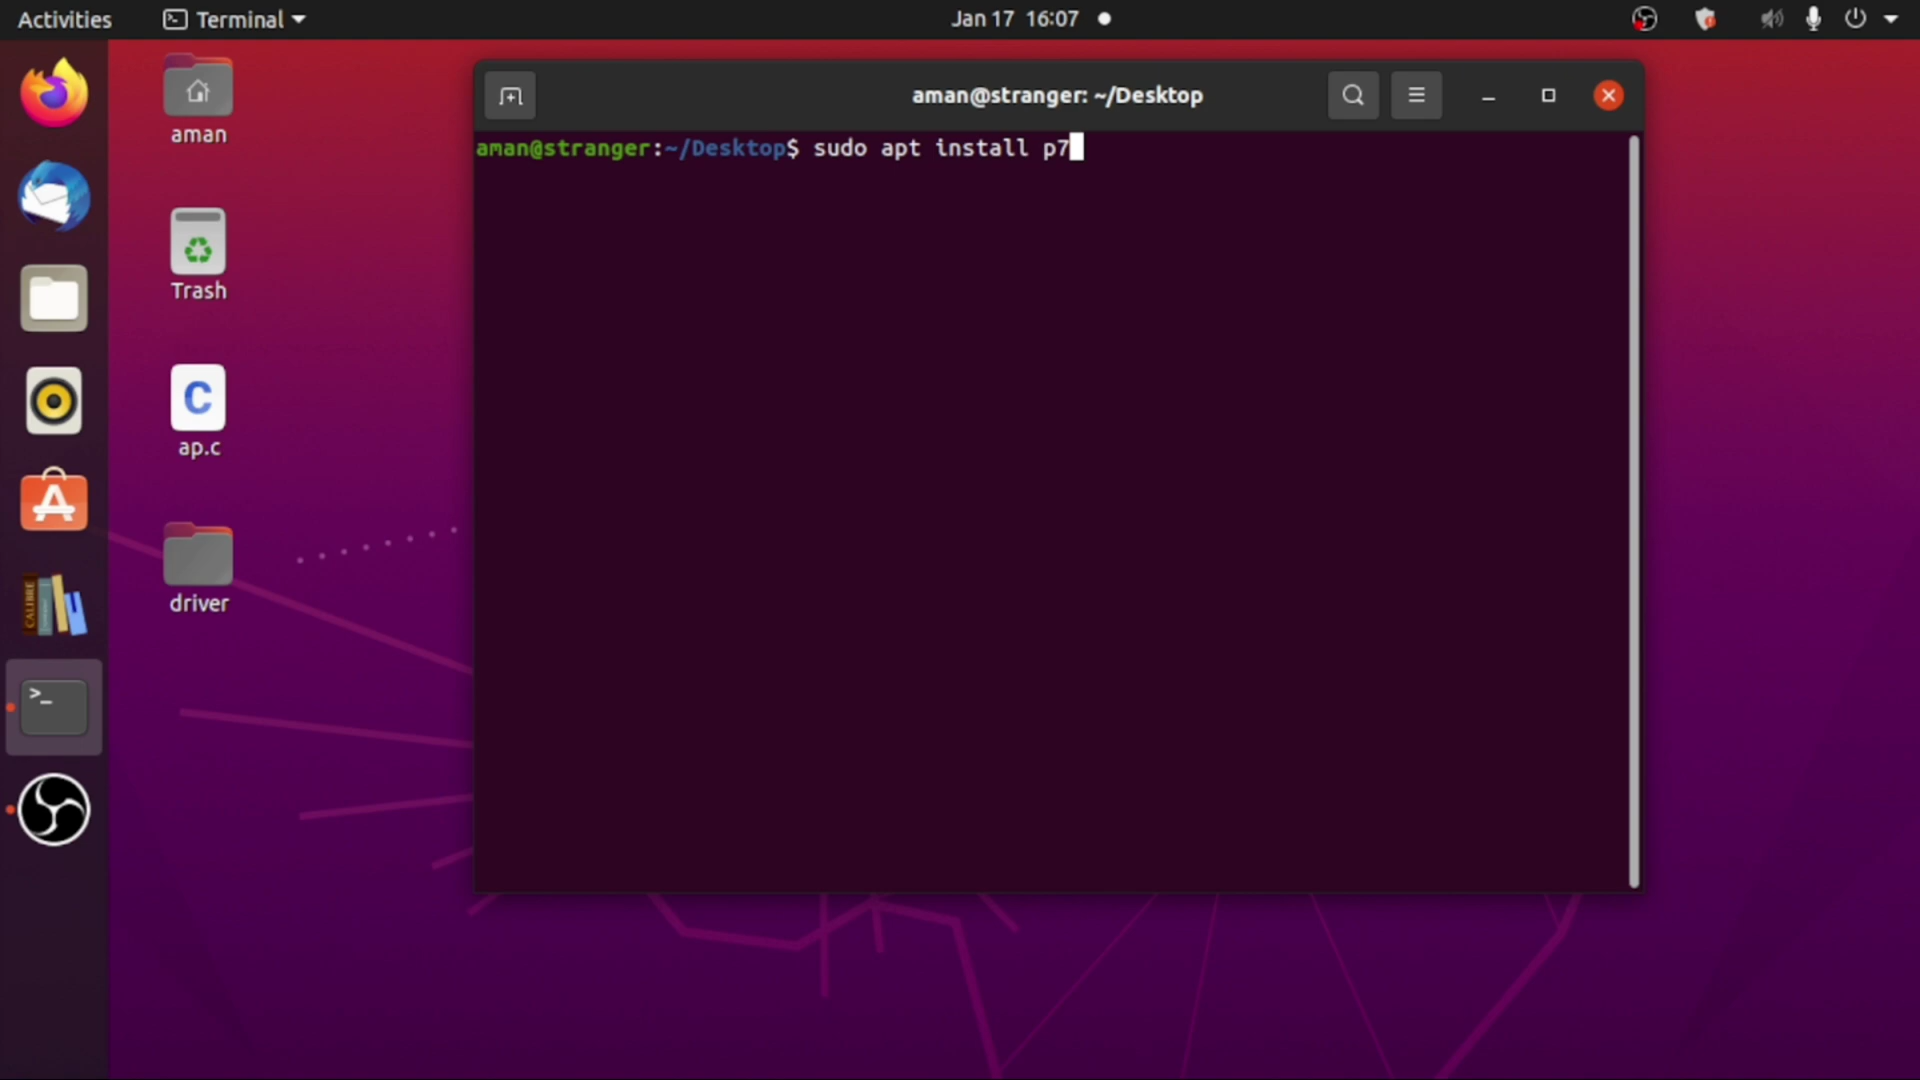 Activities
Terminal
Jan 17 16:07
aman
Trash
C
ap.c
driver
CALIBRE
>_
aman@stranger: ~/Desktop
aman@stranger:~/Desktop$ sudo apt install p7